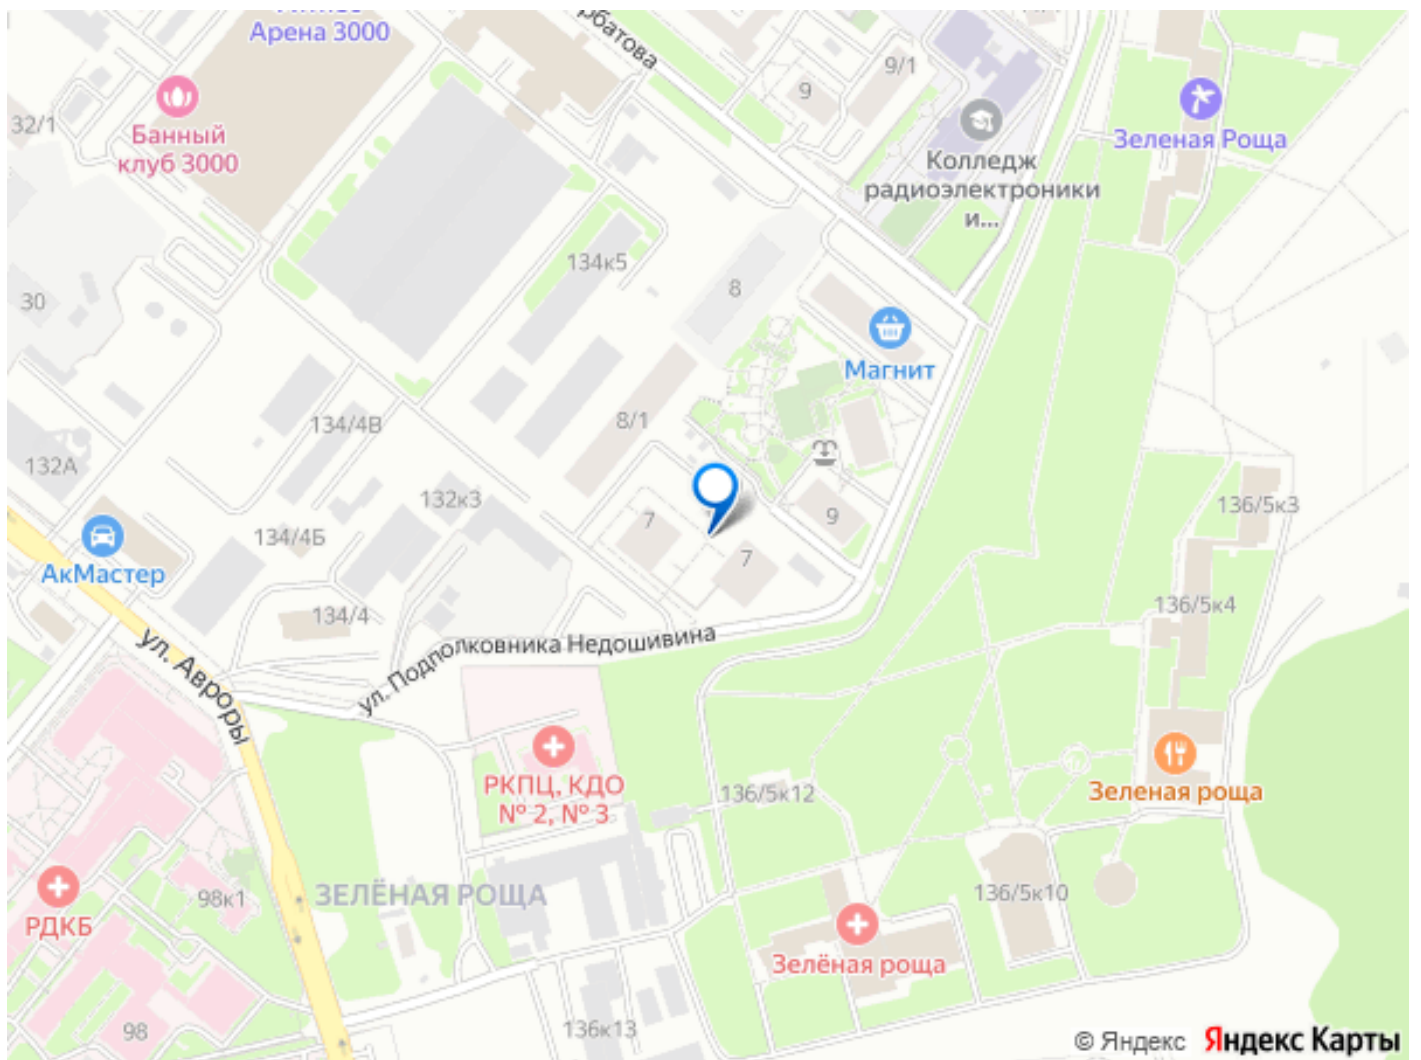 Арена 3000
рбатова
9/1
9
32/1
Банный
клуб 3000
Зеленая Роща
Колледж
радиоэлектроники
и...
134к5
8
30
Магнит
134/4В
8/1
132А
132к3
7
9
136/5к3
134/4Б
АкМастер
7
134/4
136/5к4
ул. Авроры
ул. Подполковника Недошивина
РКПЦ, КДО
№ 2, № 3
136/5к12
Зеленая роща
98к1
ЗЕЛЁНАЯ РОЩА
136/5к10
РДКБ
Зелёная роща
98
136к13
© Яндекс Яндекс Карты